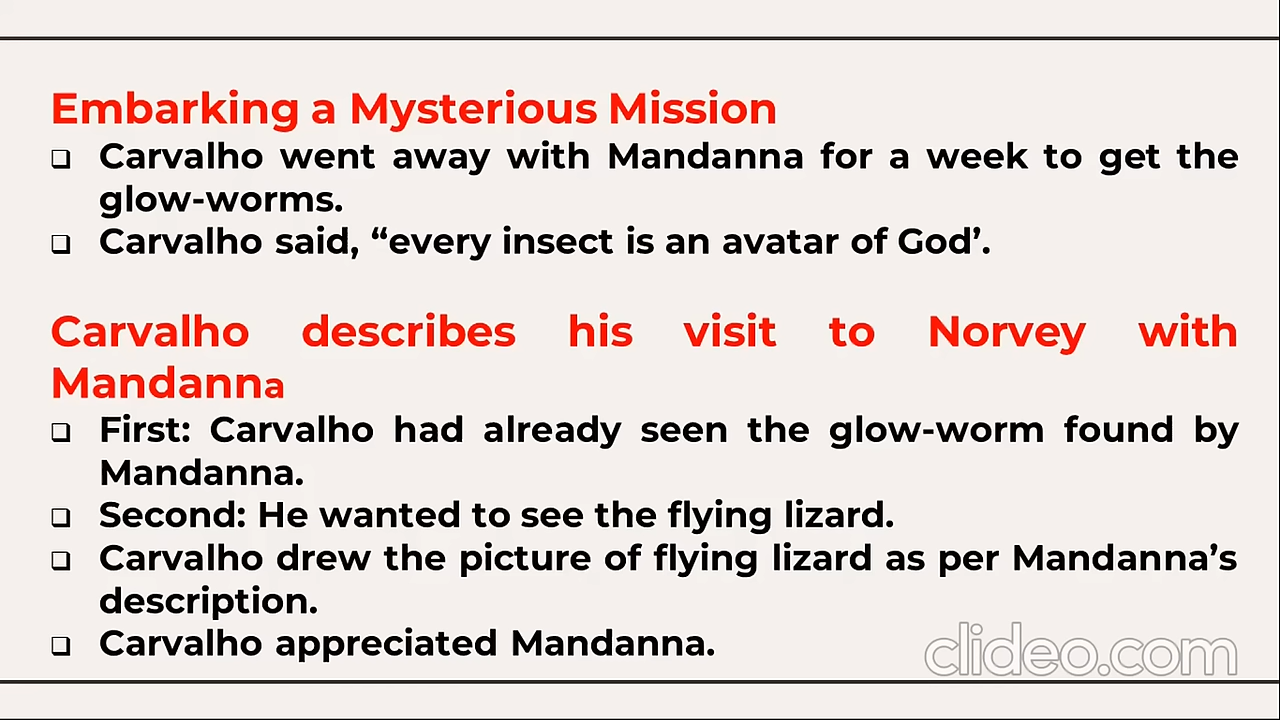 Embarking a Mysterious Mission
❑ Carvalho went away with Mandanna for a week to get the
glow-worms.
❑ Carvalho said, “every insect is an avatar of God’.
Carvalho describes his visit to Norvey with
Mandanna
❑ First: Carvalho had already seen the glow-worm found by
Mandanna.
❑ Second: He wanted to see the flying lizard.
❑ Carvalho drew the picture of flying lizard as per Mandanna’s
description.
❑ Carvalho appreciated Mandanna.
clideo.com